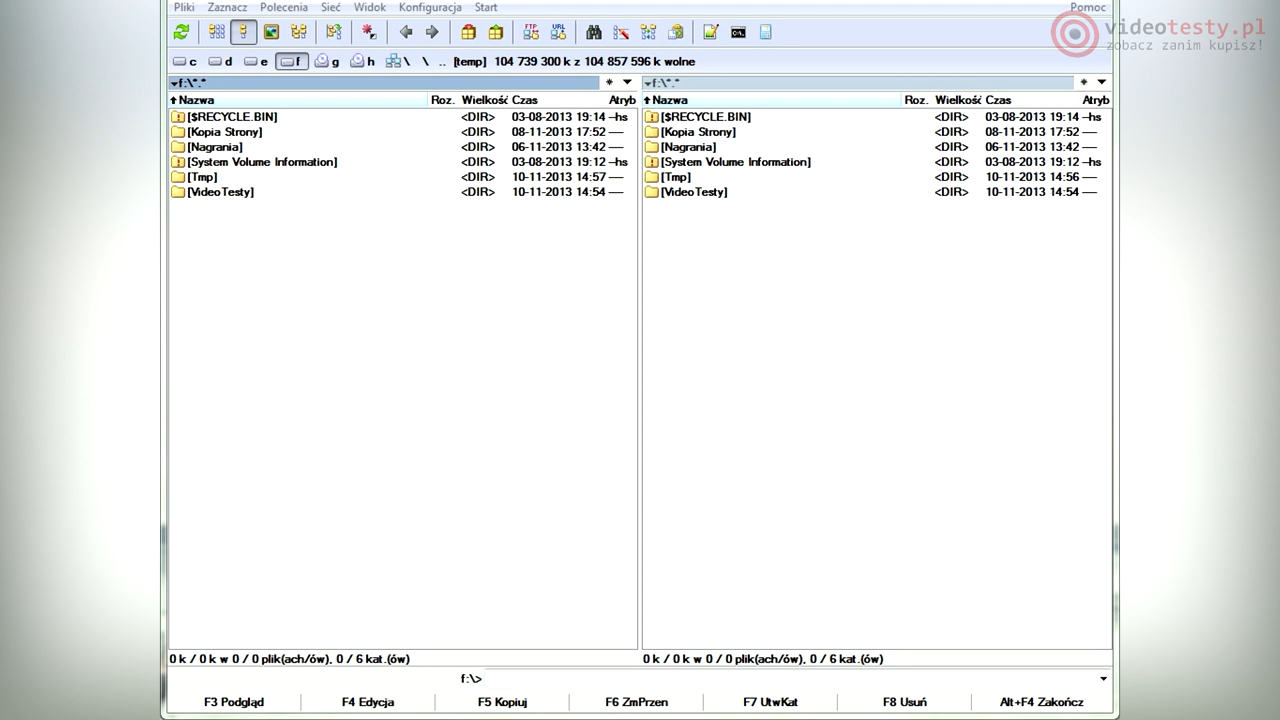 Pliki Zaznacz Polecenia Sieć Widok Konfiguracja Start Pomoc
videotesty.pl
zobacz zanim kupisz!
FTP URL
c d e f g h \ \ .. [temp] 104 739 300 k z 104 857 596 k wolne
f:\*.* * f:\*.* *
Nazwa Roz. Wielkość Czas Atryb Nazwa Roz. Wielkość Czas Atryb
[$RECYCLE.BIN] <DIR> 03-08-2013 19:14 --hs [$RECYCLE.BIN] <DIR> 03-08-2013 19:14 --hs
[Kopia Strony] <DIR> 08-11-2013 17:52 ---- [Kopia Strony] <DIR> 08-11-2013 17:52 ----
[Nagrania] <DIR> 06-11-2013 13:42 ---- [Nagrania] <DIR> 06-11-2013 13:42 ----
[System Volume Information] <DIR> 03-08-2013 19:12 --hs [System Volume Information] <DIR> 03-08-2013 19:12 --hs
[Tmp] <DIR> 10-11-2013 14:57 ---- [Tmp] <DIR> 10-11-2013 14:56 ----
[VideoTesty] <DIR> 10-11-2013 14:54 ---- [VideoTesty] <DIR> 10-11-2013 14:54 ----
0 k / 0 k w 0 / 0 plik(ach/ów), 0 / 6 kat.(ów) 0 k / 0 k w 0 / 0 plik(ach/ów), 0 / 6 kat.(ów)
f:\>
F3 Podgląd F4 Edycja F5 Kopiuj F6 ZmPrzen F7 UtwKat F8 Usuń Alt+F4 Zakończ